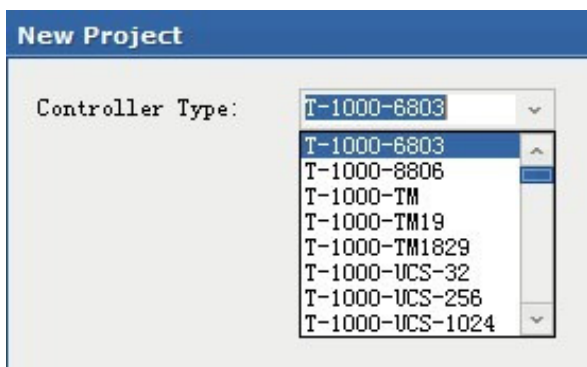 New Project
Controller Type: T-1000-6803
T-1000-6803
T-1000-8806
T-1000-TM
T-1000-TM19
T-1000-TM1829
T-1000-UCS-32
T-1000-UCS-256
T-1000-UCS-1024